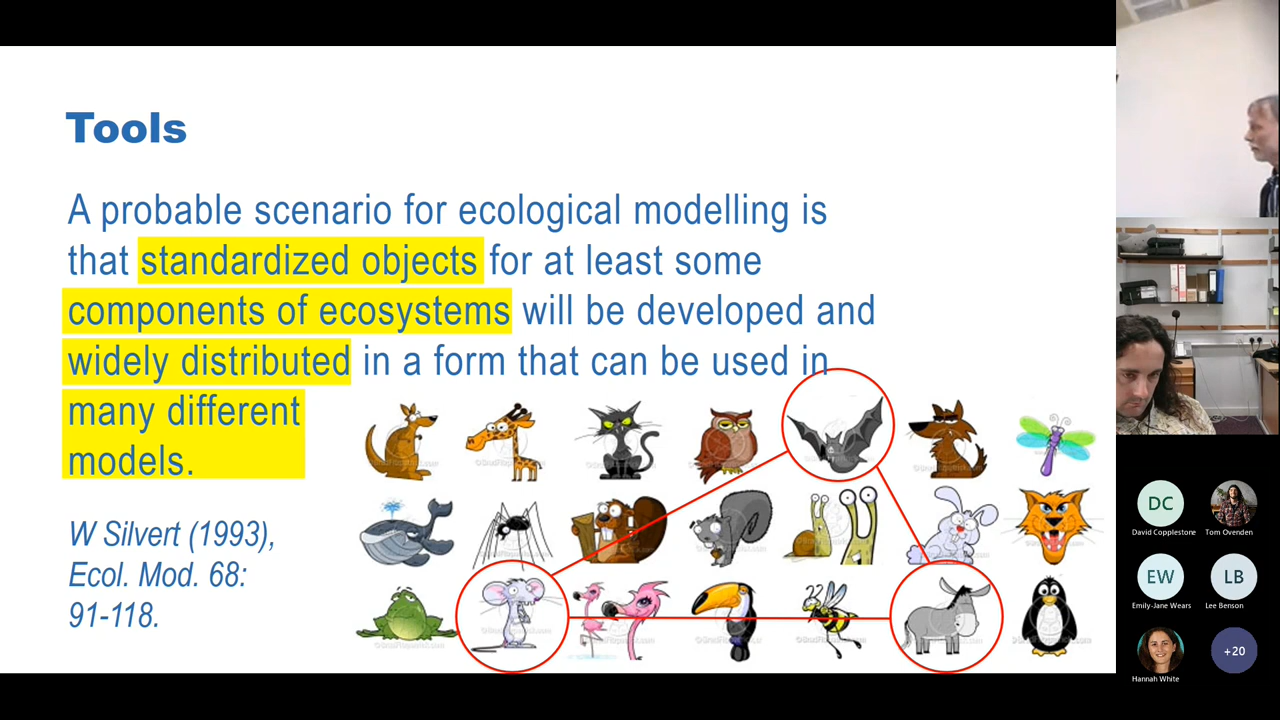 Tools
A probable scenario for ecological modelling is
that standardized objects for at least some
components of ecosystems will be developed and
widely distributed in a form that can be used in
many different
models.
W Silvert (1993),
Ecol. Mod. 68:
91-118.
DC
David Copplestone
Tom Ovenden
EW
Emily-Jane Wears
LB
Lee Benson
Hannah White
+20